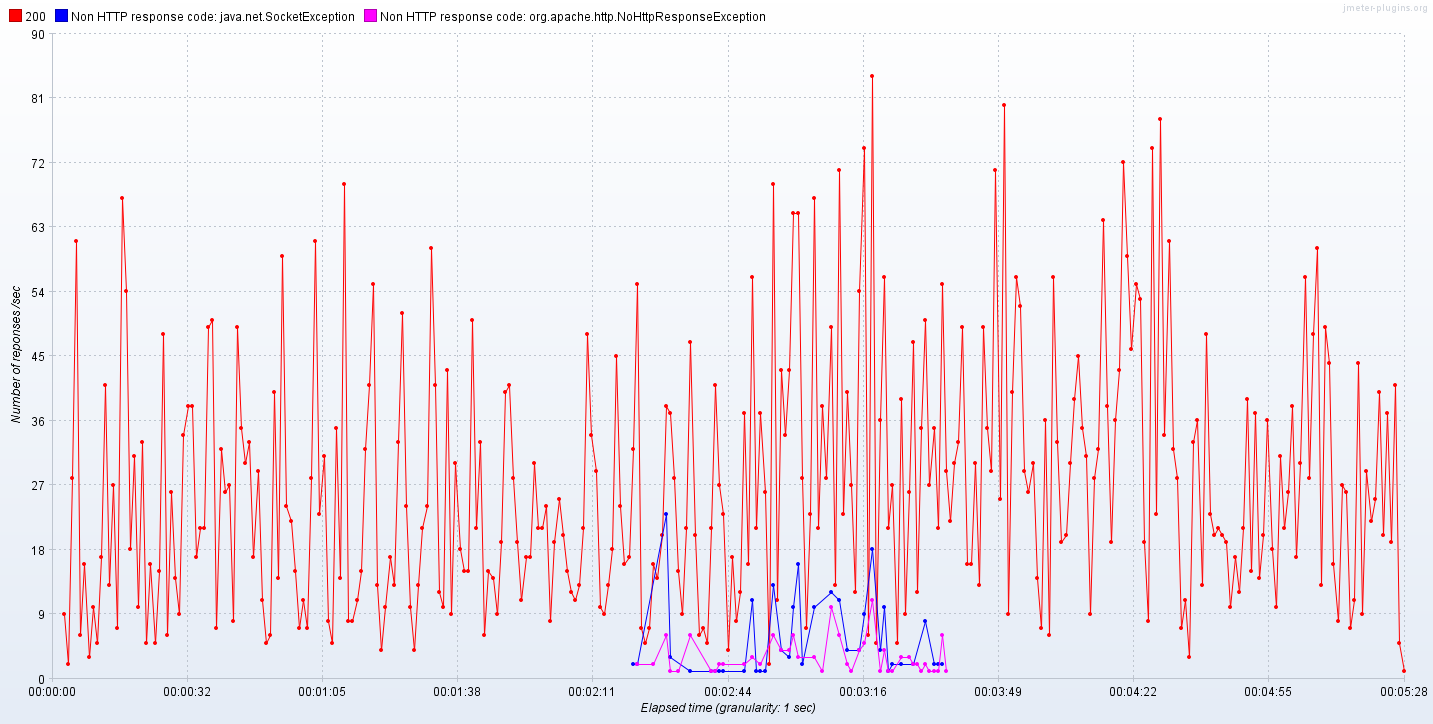 jmeter-plugins.org
200 Non HTTP response code: java.net.SocketException Non HTTP response code: org.apache.http.NoHttpResponseException
90
81
72
63
54
45
36
27
18
9
0
Number of reponses /sec
00:00:00 00:00:32 00:01:05 00:01:38 00:02:11 00:02:44 00:03:16 00:03:49 00:04:22 00:04:55 00:05:28
Elapsed time (granularity: 1 sec)